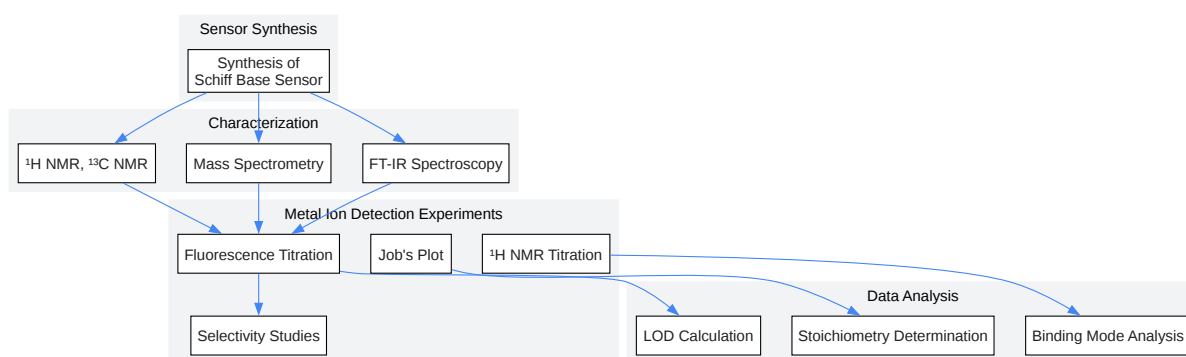 Sensor Synthesis
Synthesis of
Schiff Base Sensor
Characterization
¹H NMR, ¹³C NMR
Mass Spectrometry
FT-IR Spectroscopy
Metal Ion Detection Experiments
Fluorescence Titration
Job's Plot
¹H NMR Titration
Data Analysis
Selectivity Studies
LOD Calculation
Stoichiometry Determination
Binding Mode Analysis